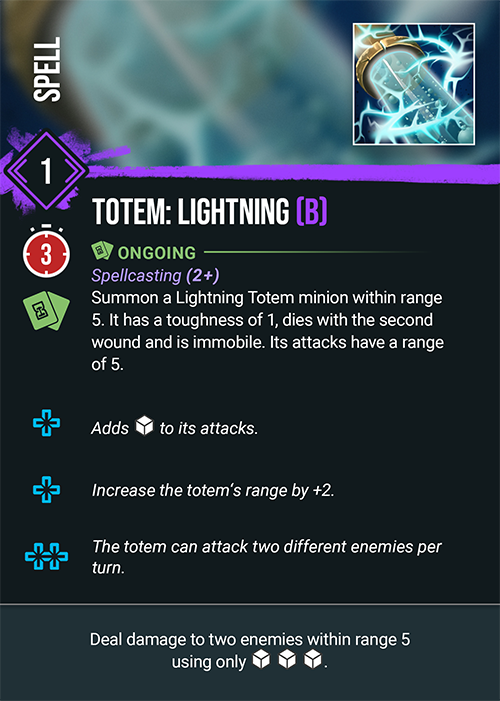 SPELL
1
TOTEM: LIGHTNING (B)
3
ONGOING
Spellcasting (2+)
Summon a Lightning Totem minion within range
5. It has a toughness of 1, dies with the second
wound and is immobile. Its attacks have a range
of 5.
Adds to its attacks.
Increase the totem‘s range by +2.
The totem can attack two different enemies per
turn.
Deal damage to two enemies within range 5
using only .